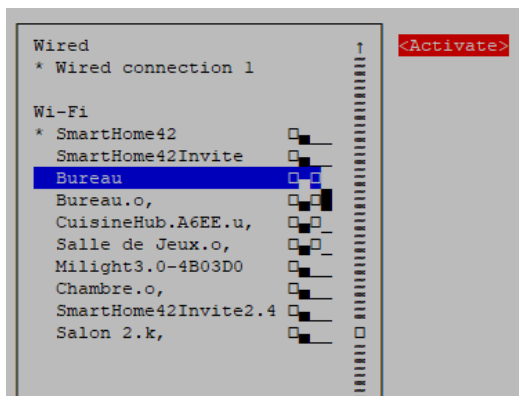 Wired
* Wired connection 1
<Activate>
Wi-Fi
* SmartHome42
SmartHome42Invite
Bureau
Bureau.o,
CuisineHub.A6EE.u,
Salle de Jeux.o,
Milight3.0-4B03D0
Chambre.o,
SmartHome42Invite2.4
Salon 2.k,